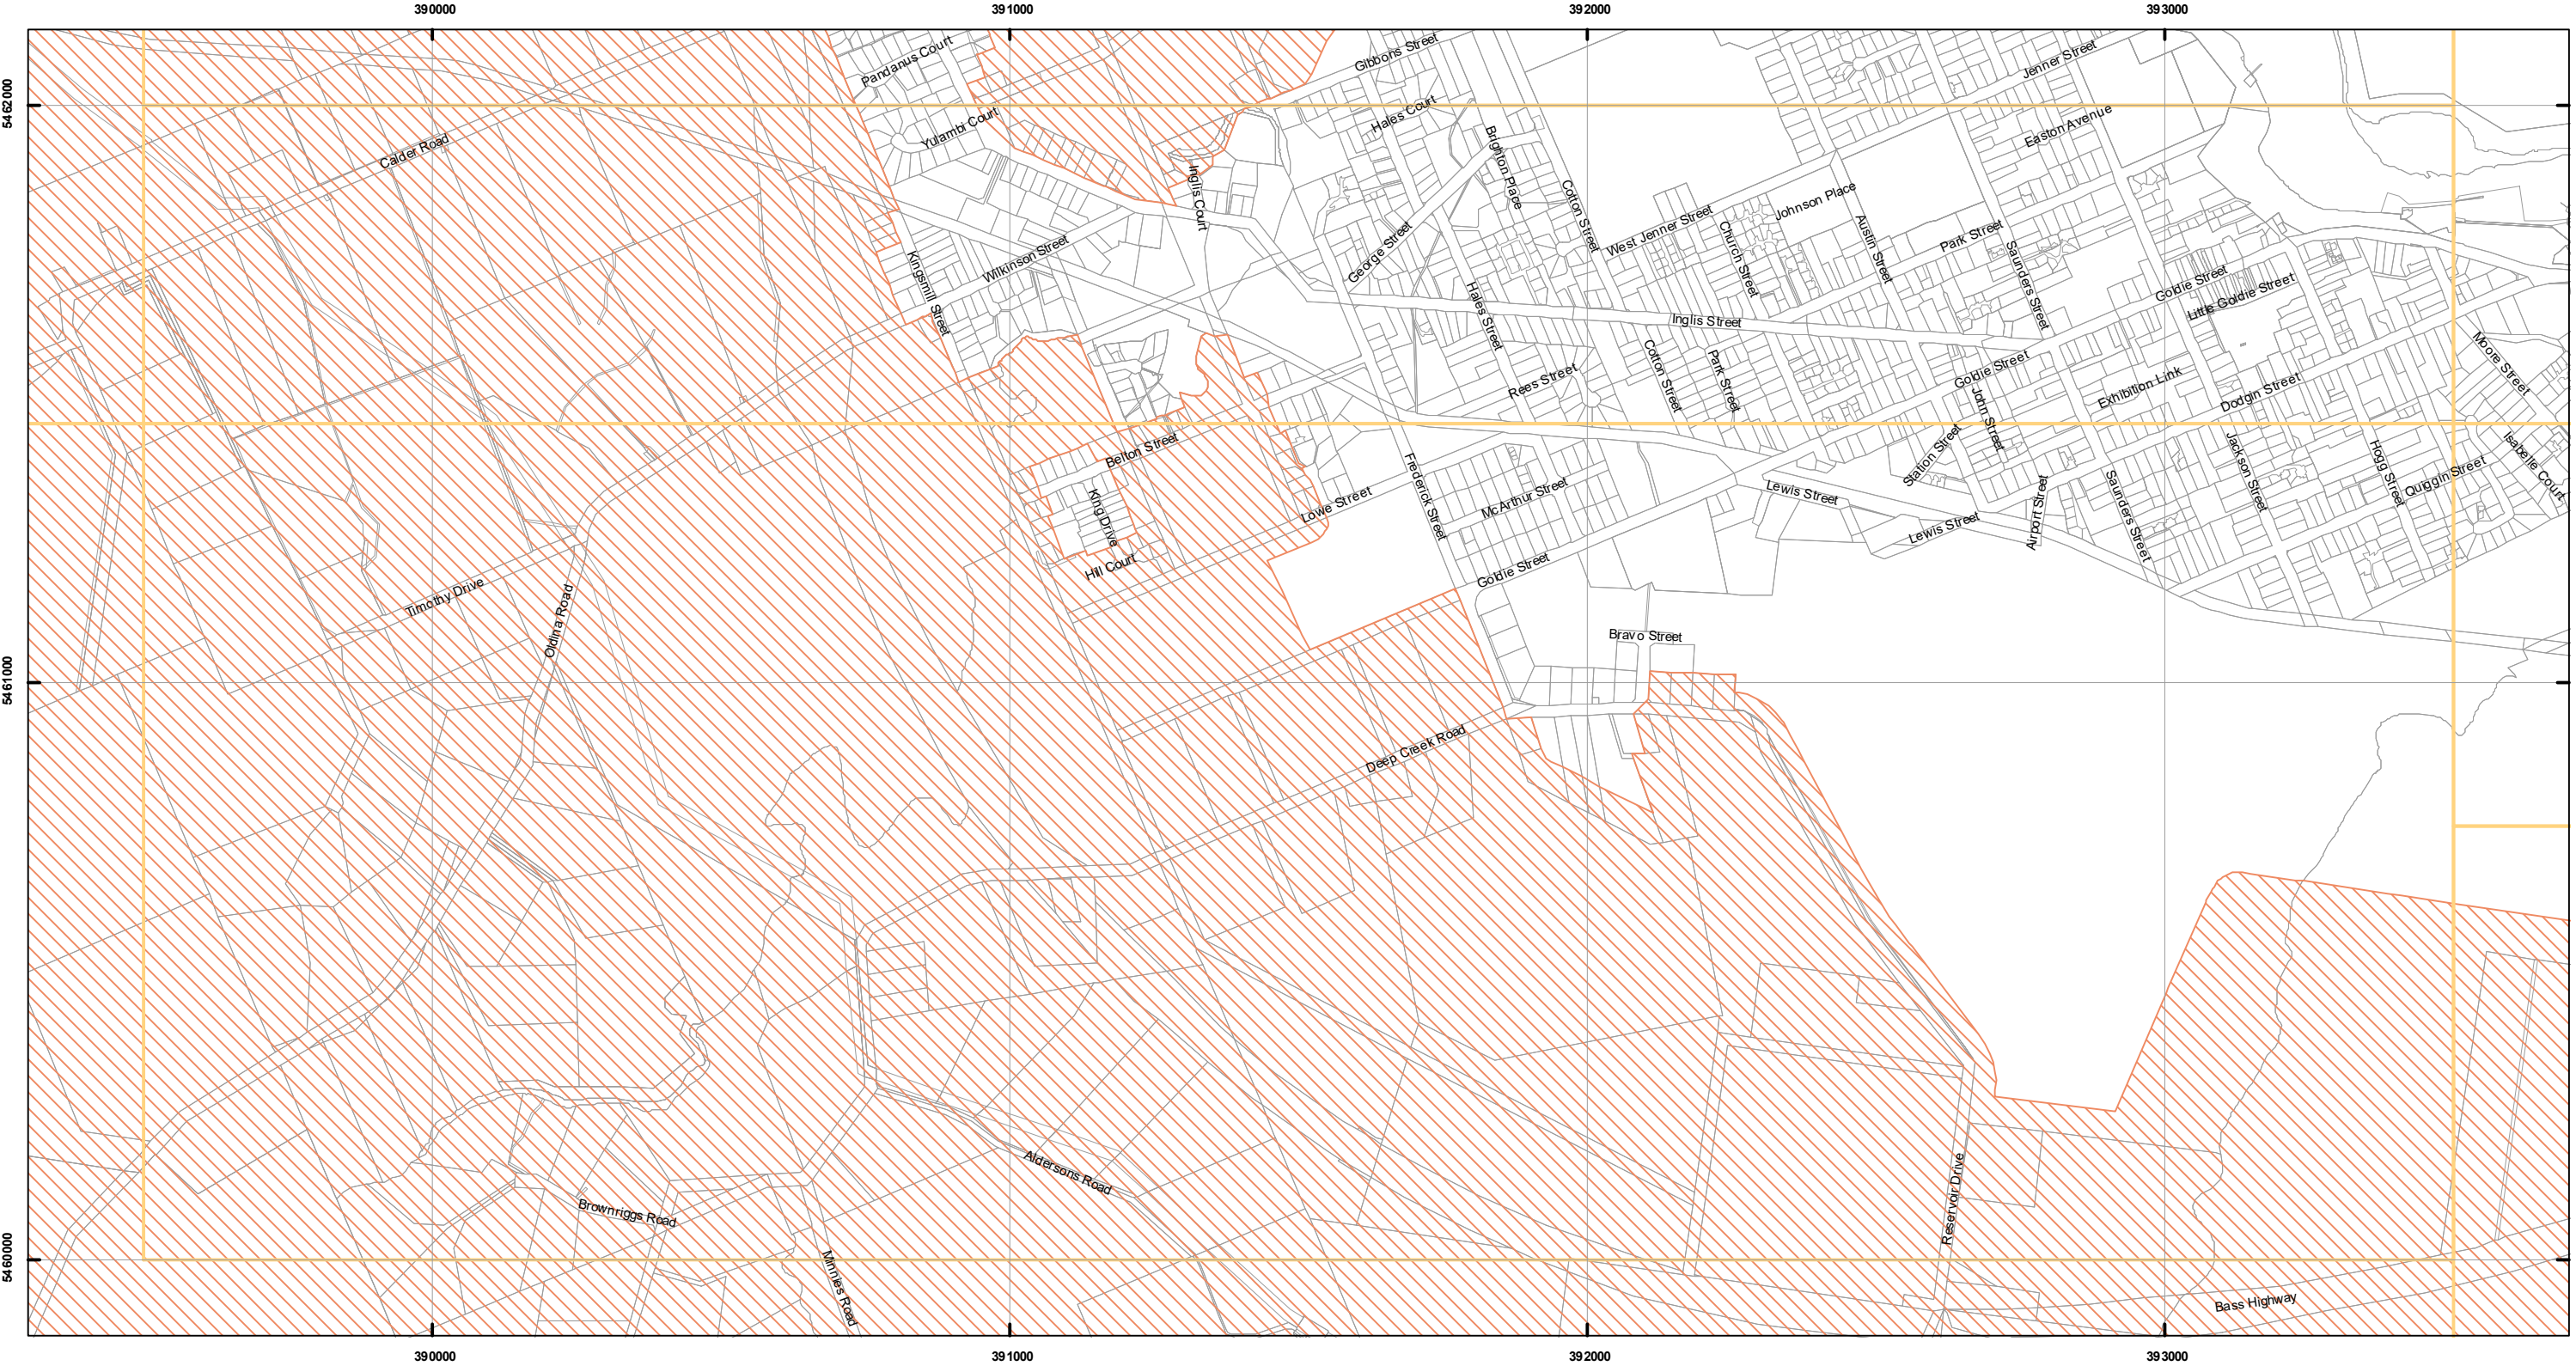 390000
391000
392000
393000
5462000
5461000
5460000
Pandanus Court
Gibbons Street
Jenner Street
Hales Court
Easton Avenue
Yulambi Court
Calder Road
Brighton Place
Inglis Court
Cotton Street
Johnson Place
West Jenner Street
Church Street
Austin Street
Park Street
George Street
Wilkinson Street
Saunders Street
Kingsmill Street
Goldie Street
Little Goldie Street
Hales Street
Inglis Street
Moore Street
Cotton Street
Park Street
Rees Street
Goldie Street
Exhibition Link
Dodgin Street
John Street
Station Street
Belton Street
Jackson Street
Hogg Street
Isabelle Court
Quiggin Street
Frederick Street
McArthur Street
Lowe Street
King Drive
Lewis Street
Lewis Street
Airport Street
Saunders Street
Hill Court
Goldie Street
Timothy Drive
Oldina Road
Bravo Street
Deep Creek Road
Aldersons Road
Brownriggs Road
Reservoir Drive
Minnies Road
Bass Highway
390000
391000
392000
393000